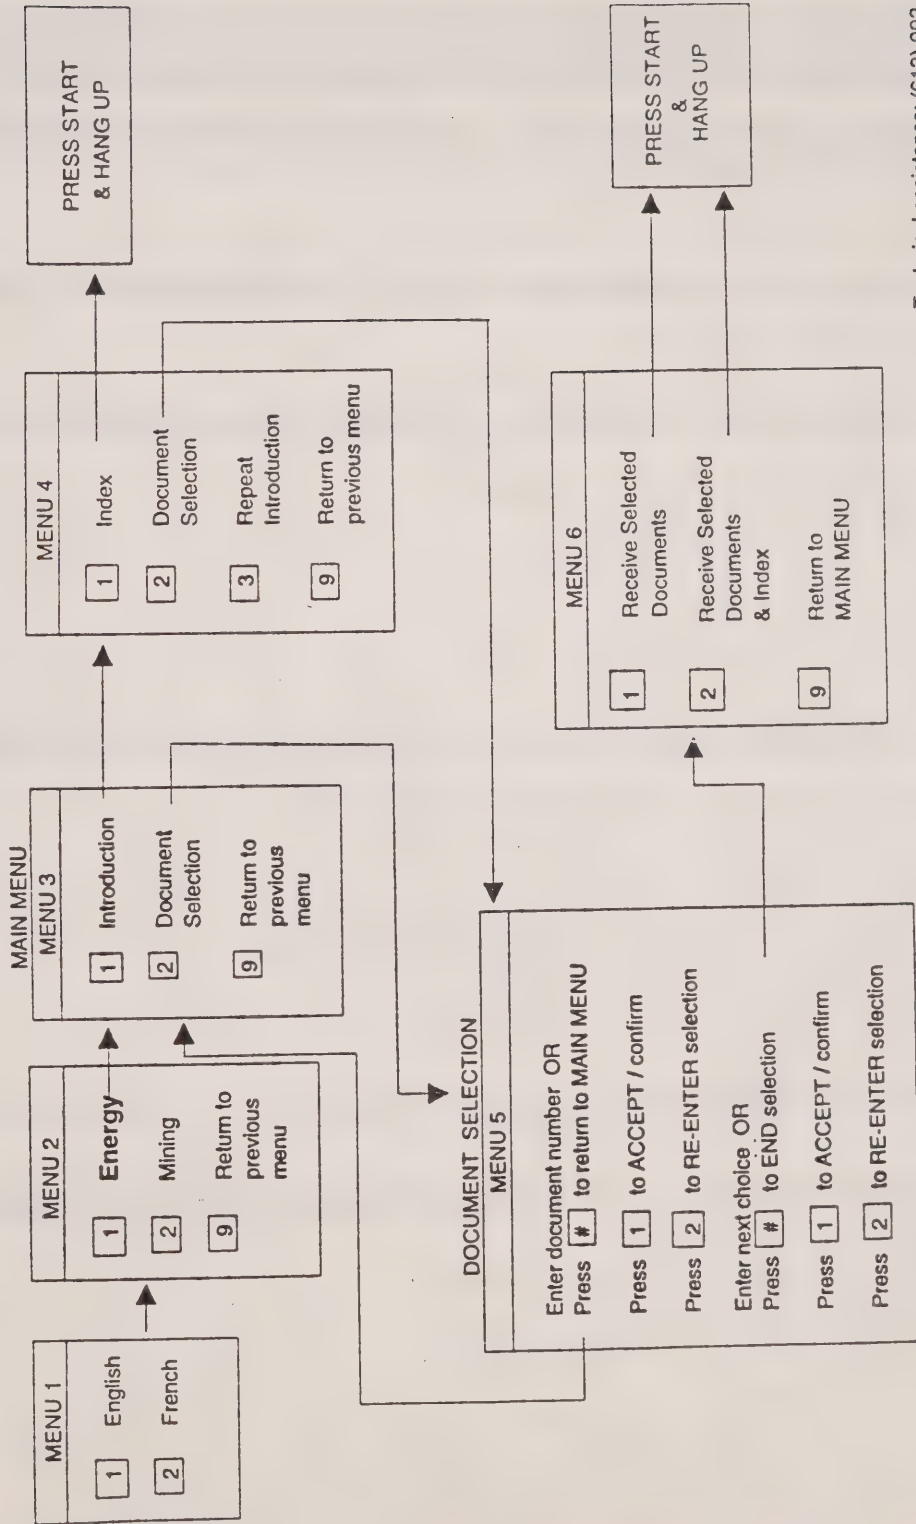 MENU 1
1 English
2 French
MENU 2
1 Energy
2 Mining
9 Return to
previous
menu
MAIN MENU
MENU 3
1 Introduction
2 Document
Selection
9 Return to
previous
menu
MENU 4
1 Index
2 Document
Selection
3 Repeat
Introduction
9 Return to
previous menu
PRESS START
& HANG UP
DOCUMENT SELECTION
MENU 5
Enter document number OR
Press # to return to MAIN MENU
Press 1 to ACCEPT / confirm
Press 2 to RE-ENTER selection
Enter next choice OR
Press # to END selection
Press 1 to ACCEPT / confirm
Press 2 to RE-ENTER selection
MENU 6
1 Receive Selected
Documents
2 Receive Selected
Documents
& Index
9 Return to
MAIN MENU
PRESS START
&
HANG UP